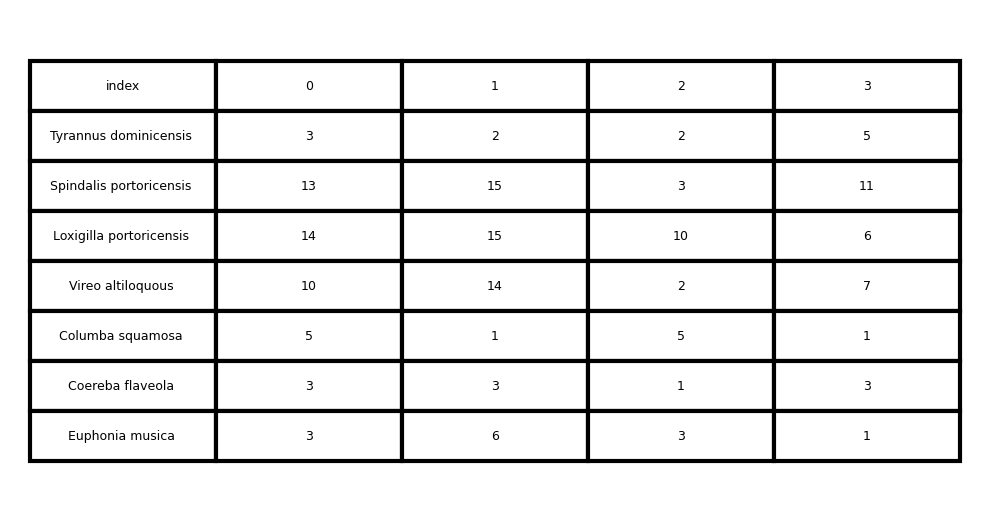 index 0 1 2 3
Tyrannus dominicensis 3 2 2 5
Spindalis portoricensis 13 15 3 11
Loxigilla portoricensis 14 15 10 6
Vireo altiloquous 10 14 2 7
Columba squamosa 5 1 5 1
Coereba flaveola 3 3 1 3
Euphonia musica 3 6 3 1